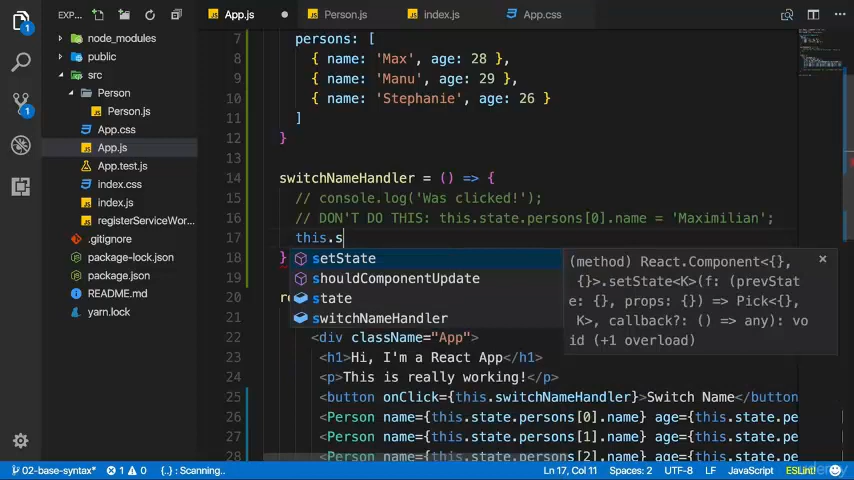 EXP...
App.js
Person.js
index.js
App.css
node_modules
public
src
Person
Person.js
App.css
App.js
App.test.js
index.css
index.js
registerServiceWor...
.gitignore
package-lock.json
package.json
README.md
yarn.lock
1
1
7 persons: [
8 { name: 'Max', age: 28 },
9 { name: 'Manu', age: 29 },
10 { name: 'Stephanie', age: 26 }
11 ]
12 }
13
14 switchNameHandler = () => {
15 // console.log('Was clicked!');
16 // DON'T DO THIS: this.state.persons[0].name = 'Maximilian';
17 this.s
18 }
19
20 re
setState
shouldComponentUpdate
state
switchNameHandler
(method) React.Component<{},
{}>.setState<K>(f: (prevStat
e: {}, props: {}) => Pick<{},
K>, callback?: () => any): vo
id (+1 overload)
21
22 <div className="App">
23 <h1>Hi, I'm a React App</h1>
24 <p>This is really working!</p>
25 <button onClick={this.switchNameHandler}>Switch Name</button
26 <Person name={this.state.persons[0].name} age={this.state.pe
27 <Person name={this.state.persons[1].name} age={this.state.pe
28 <Person name={this.state.persons[2].name} age={this.state.pe
02-base-syntax* 1 0 {..} : Scanning.. Ln 17, Col 11 Spaces: 2 UTF-8 LF JavaScript ESLint!